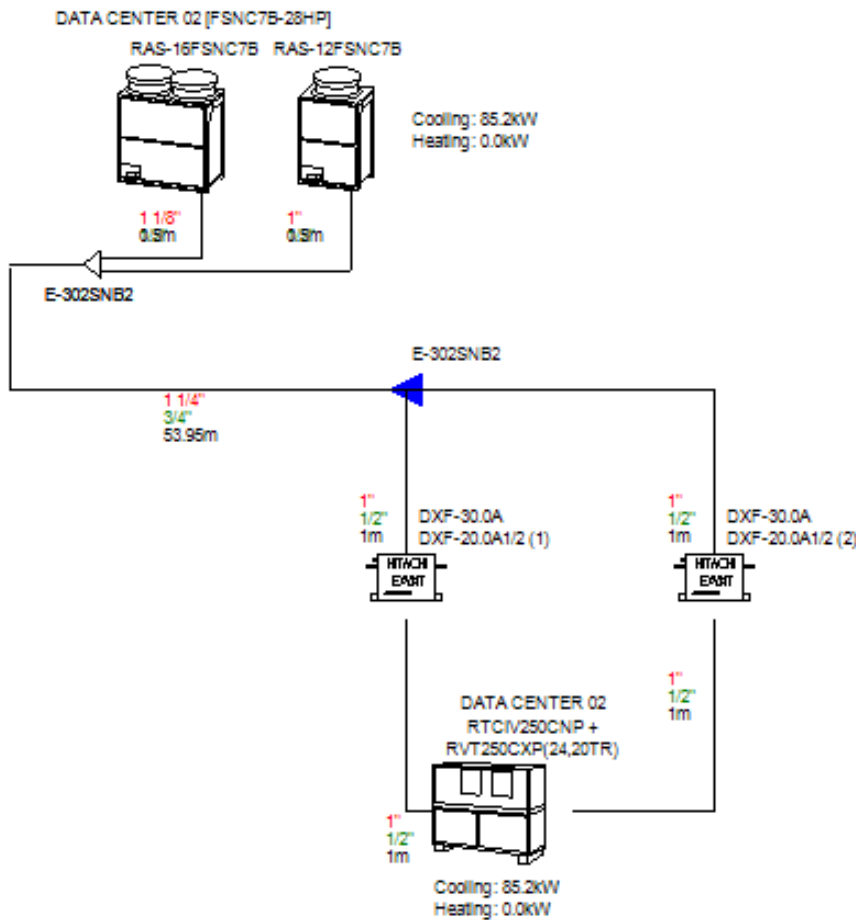 DATA CENTER 02 [FSNC7B-28HP]
RAS-16FSNC7B RAS-12FSNC7B
Cooling: 85.2kW
Heating: 0.0kW
1 1/8"
1"
E-302SNB2
E-302SNB2
1 1/4"
3/4"
53.95m
1"
1/2"
1m
DXF-30.0A
DXF-20.0A1/2 (1)
HITACHI
1"
1/2"
1m
DXF-30.0A
DXF-20.0A1/2 (2)
HITACHI
1"
1/2"
1m
DATA CENTER 02
RTCIV250CNP +
RVT250CXP(24,20TR)
1"
1/2"
1m
Cooling: 85.2kW
Heating: 0.0kW